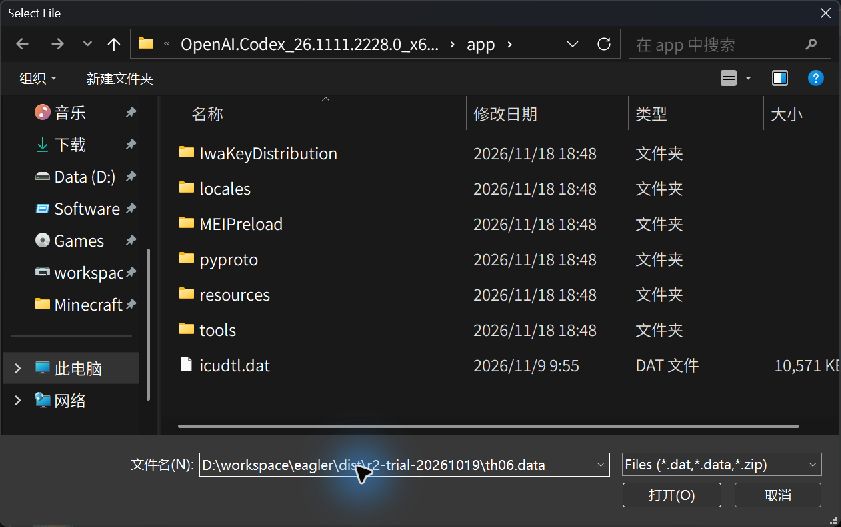 Select File
« OpenAI.Codex_26.1111.2228.0_x6... › app ›
在 app 中搜索
组织
新建文件夹
名称 修改日期 类型 大小
音乐
下载
Data (D:)
Software
Games
workspac
Minecraft
此电脑
网络
IwaKeyDistribution 2026/11/18 18:48 文件夹
locales 2026/11/18 18:48 文件夹
MEIPreload 2026/11/18 18:48 文件夹
pyproto 2026/11/18 18:48 文件夹
resources 2026/11/18 18:48 文件夹
tools 2026/11/18 18:48 文件夹
icudtl.dat 2026/11/9 9:55 DAT 文件 10,571 KB
文件名(N): D:\workspace\eagler\dist\r2-trial-20261019\th06.data
Files (*.dat,*.data,*.zip)
打开(O) 取消